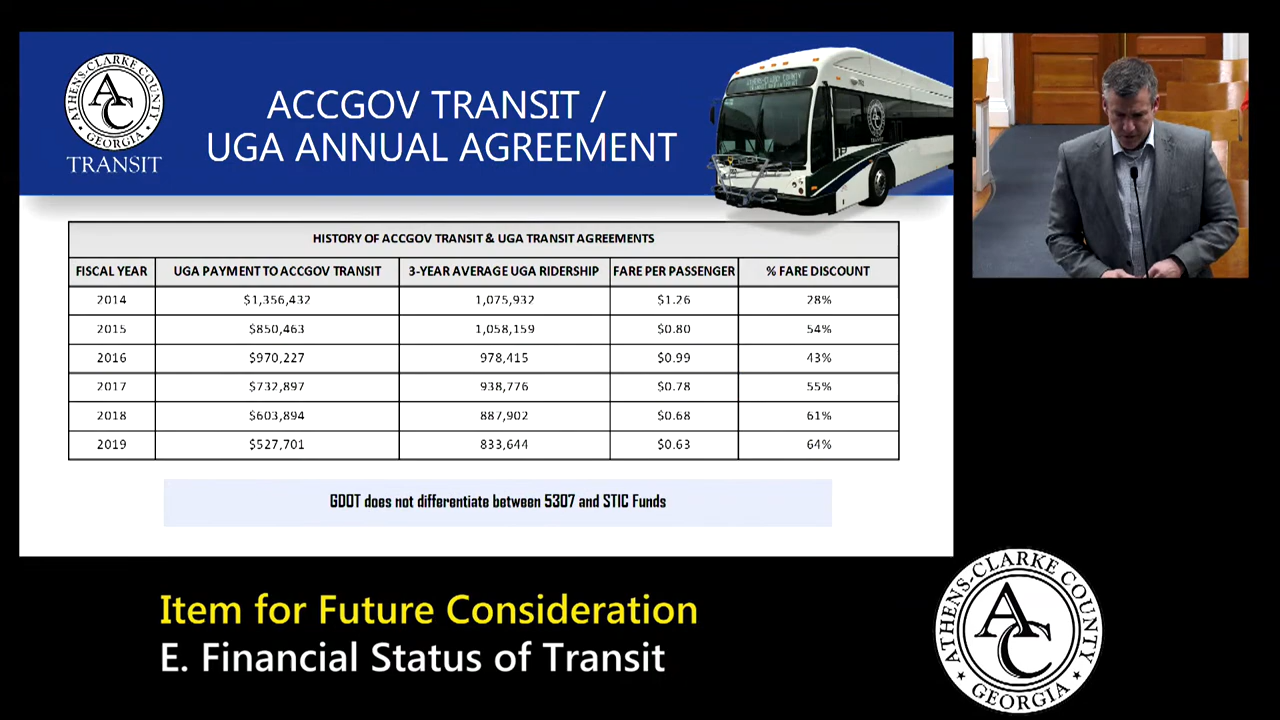 ATHENS-CLARKE COUNTY
AC
GEORGIA
TRANSIT
ACCGOV TRANSIT /
UGA ANNUAL AGREEMENT
HISTORY OF ACCGOV TRANSIT & UGA TRANSIT AGREEMENTS
FISCAL YEAR UGA PAYMENT TO ACCGOV TRANSIT 3-YEAR AVERAGE UGA RIDERSHIP FARE PER PASSENGER % FARE DISCOUNT
2014 $1,356,432 1,075,932 $1.26 28%
2015 $850,463 1,058,159 $0.80 54%
2016 $970,227 978,415 $0.99 43%
2017 $732,897 938,776 $0.78 55%
2018 $603,894 887,902 $0.68 61%
2019 $527,701 833,644 $0.63 64%
GDOT does not differentiate between 5307 and STIC Funds
Item for Future Consideration
E. Financial Status of Transit
ATHENS-CLARKE COUNTY
AC
GEORGIA